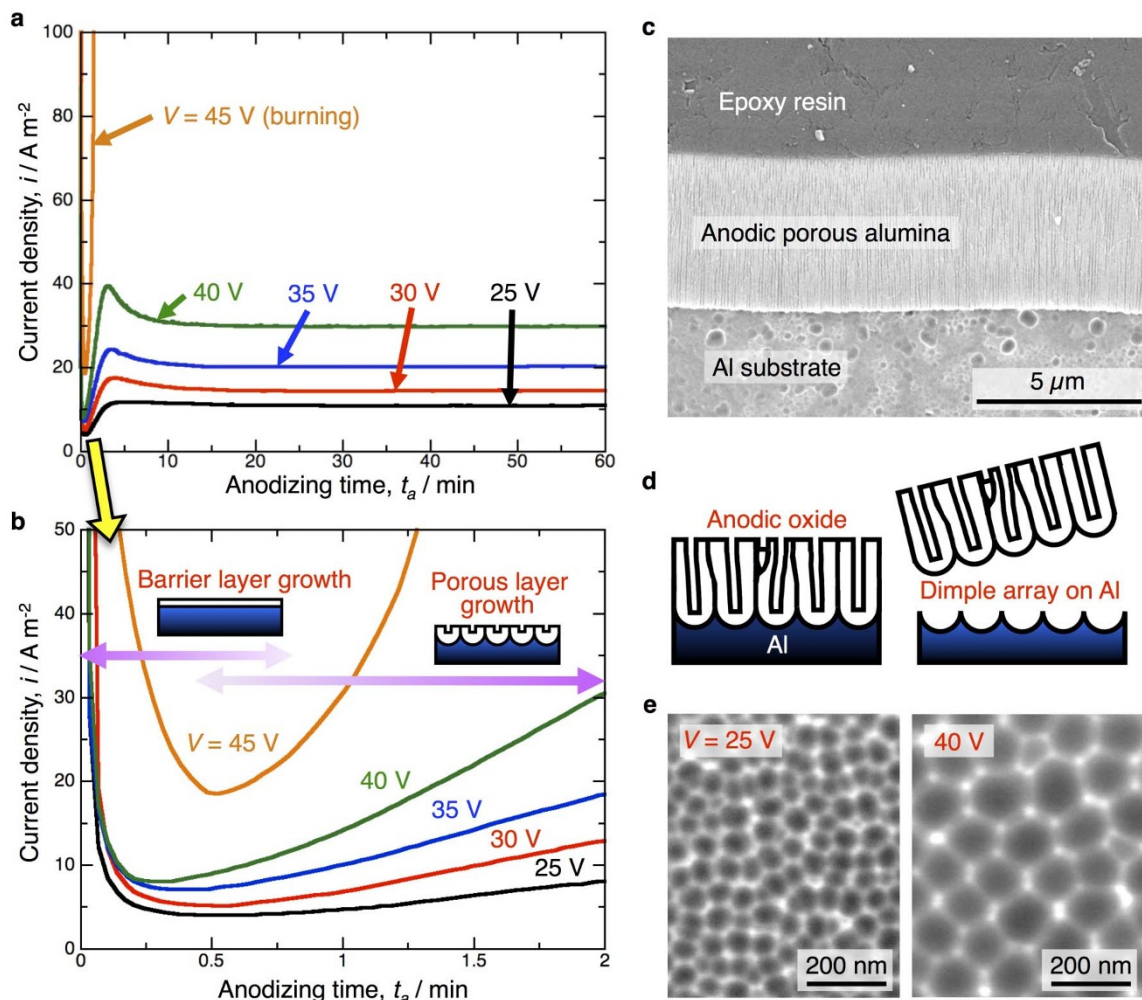 a
Current density, i / A m⁻²
100
80
60
40
20
0
V = 45 V (burning)
40 V
35 V
30 V
25 V
0 10 20 30 40 50 60
Anodizing time, tₐ / min
b
Current density, i / A m⁻²
50
40
30
20
10
0
Barrier layer growth
Porous layer
growth
V = 45 V
40 V
35 V
30 V
25 V
0 0.5 1 1.5 2
Anodizing time, tₐ / min
c
Epoxy resin
Anodic porous alumina
Al substrate
5 µm
d
Anodic oxide
Al
Dimple array on Al
e
V = 25 V
200 nm
40 V
200 nm